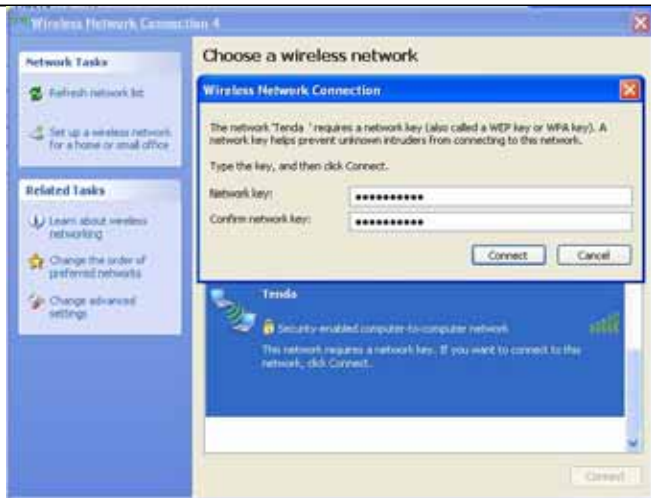 Wireless Network Connection 4
Network Tasks
Refresh network list
Set up a wireless network
for a home or small office
Related Tasks
Learn about wireless
networking
Change the order of
preferred networks
Change advanced
settings
Choose a wireless network
Wireless Network Connection
The network 'Tenda ' requires a network key (also called a WEP key or WPA key). A
network key helps prevent unknown intruders from connecting to this network.
Type the key, and then click Connect.
Network key: ••••••••••
Confirm network key: ••••••••••
Connect Cancel
Tenda
Security-enabled computer-to-computer network
This network requires a network key. If you want to connect to this
network, click Connect.
Connect